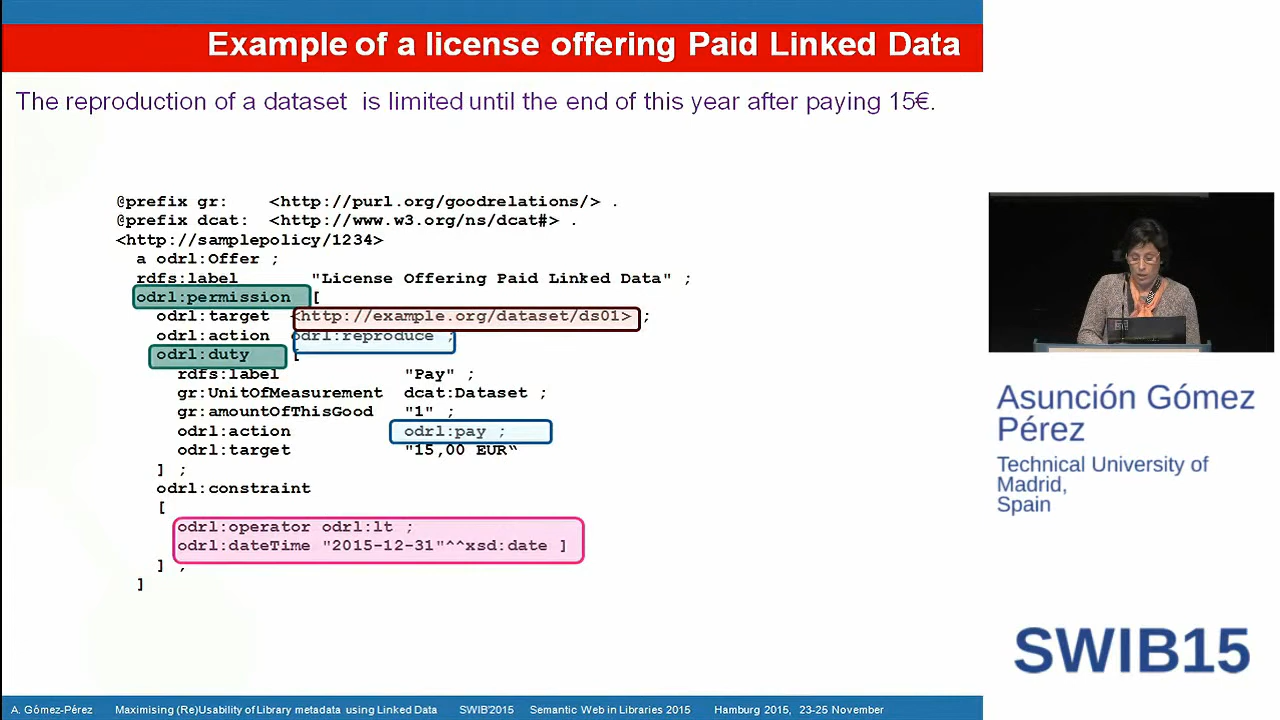 Example of a license offering Paid Linked Data
The reproduction of a dataset is limited until the end of this year after paying 15€.
@prefix gr: <http://purl.org/goodrelations/> .
@prefix dcat: <http://www.w3.org/ns/dcat#> .
<http://samplepolicy/1234>
a odrl:Offer ;
rdfs:label "License Offering Paid Linked Data" ;
odrl:permission [
odrl:target <http://example.org/dataset/ds01> ;
odrl:action odrl:reproduce ;
odrl:duty [
rdfs:label "Pay" ;
gr:UnitOfMeasurement dcat:Dataset ;
gr:amountOfThisGood "1" ;
odrl:action odrl:pay ;
odrl:target "15,00 EUR“
] ;
odrl:constraint
[
odrl:operator odrl:lt ;
odrl:dateTime "2015-12-31"^^xsd:date ]
] ;
]
Asunción Gómez
Pérez
Technical University of
Madrid,
Spain
SWIB15
A. Gómez-Pérez Maximising (Re)Usability of Library metadata using Linked Data SWIB'2015 Semantic Web in Libraries 2015 Hamburg 2015, 23-25 November